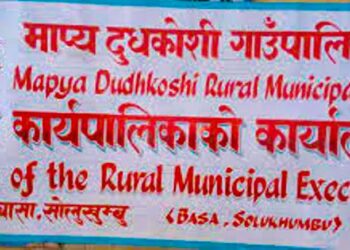 माप्य दुधकोशी गाउँपालि
Mapya Dudhkoshi Rural Municipa
कार्यपालिकाको कार्याल
of the Rural Municipal Exec
बासा, सोलुखुम्बु (BASA, SOLUKHUMBU)